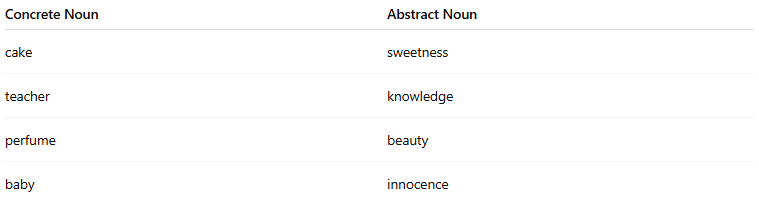 Concrete Noun Abstract Noun
cake sweetness
teacher knowledge
perfume beauty
baby innocence